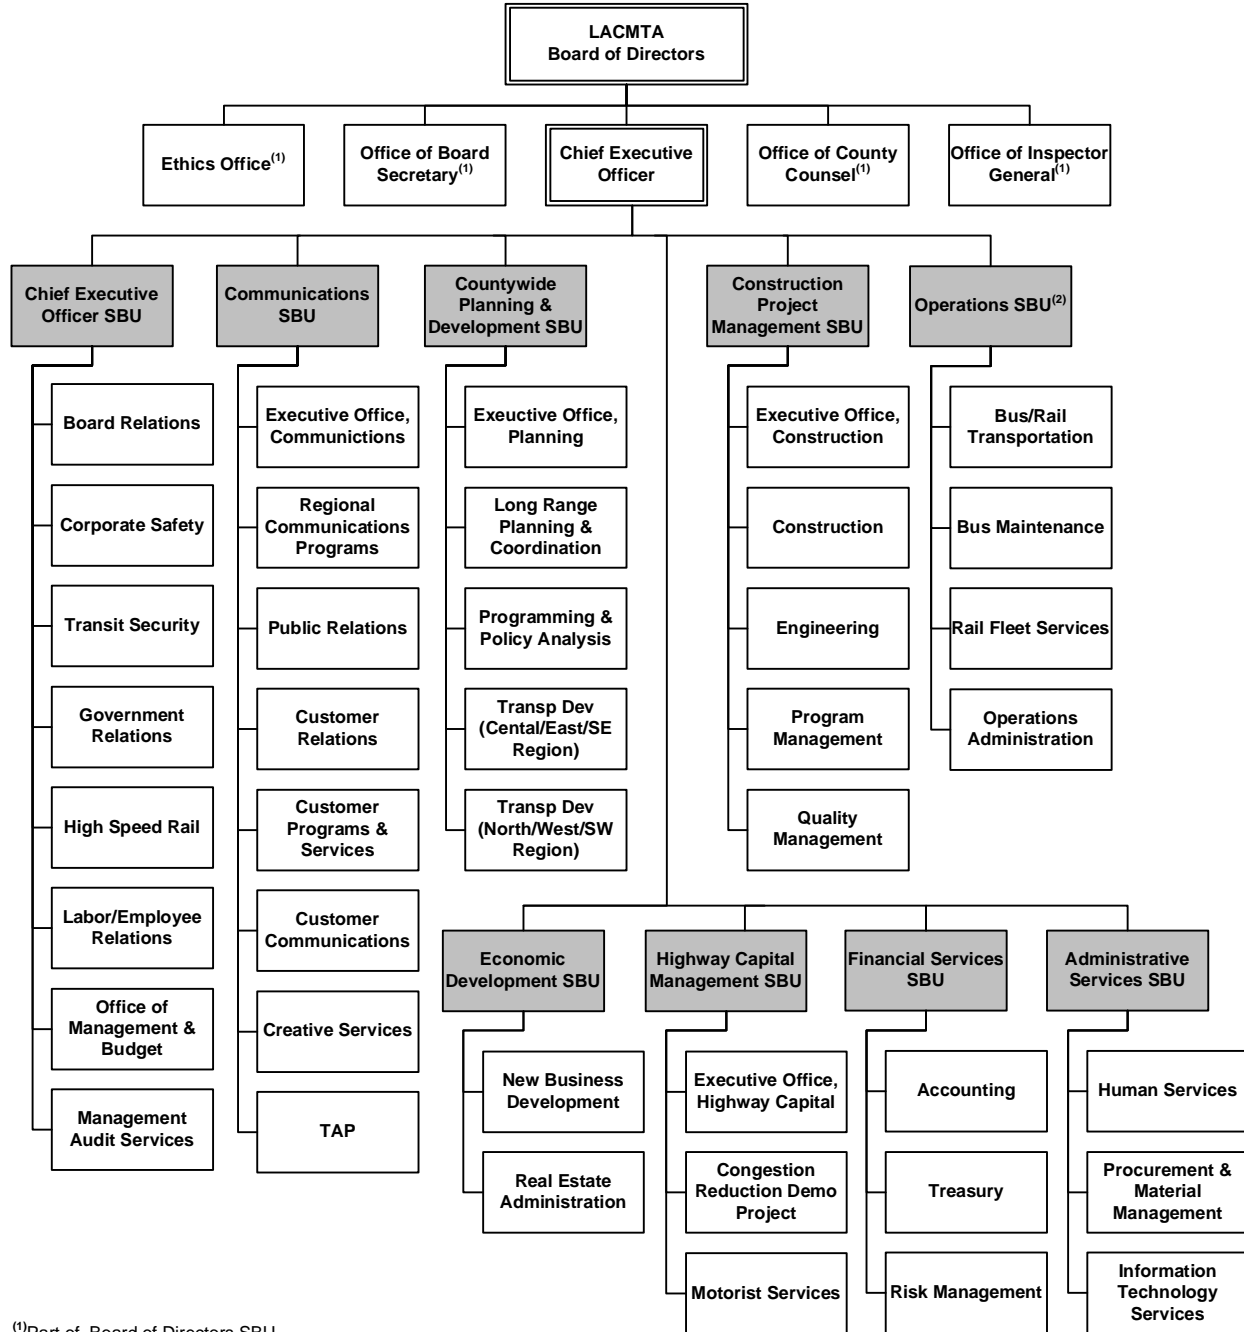 LACMTA
Board of Directors
Ethics Office(1)
Office of Board
Secretary(1)
Chief Executive
Officer
Office of County
Counsel(1)
Office of Inspector
General(1)
Chief Executive
Officer SBU
Communications
SBU
Countywide
Planning &
Development SBU
Construction
Project
Management SBU
Operations SBU(2)
Board Relations
Corporate Safety
Transit Security
Government
Relations
High Speed Rail
Labor/Employee
Relations
Office of
Management &
Budget
Management
Audit Services
Executive Office,
Communictions
Regional
Communications
Programs
Public Relations
Customer
Relations
Customer
Programs &
Services
Customer
Communications
Creative Services
TAP
Exeuctive Office,
Planning
Long Range
Planning &
Coordination
Programming &
Policy Analysis
Transp Dev
(Cental/East/SE
Region)
Transp Dev
(North/West/SW
Region)
Executive Office,
Construction
Construction
Engineering
Program
Management
Quality
Management
Bus/Rail
Transportation
Bus Maintenance
Rail Fleet Services
Operations
Administration
Economic
Development SBU
Highway Capital
Management SBU
Financial Services
SBU
Administrative
Services SBU
New Business
Development
Real Estate
Administration
Executive Office,
Highway Capital
Congestion
Reduction Demo
Project
Motorist Services
Accounting
Treasury
Risk Management
Human Services
Procurement &
Material
Management
Information
Technology
Services
(1)Part of Board of Directors SBU